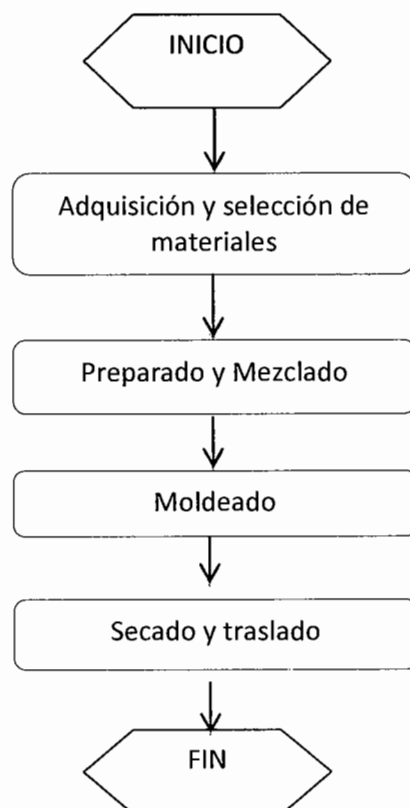 INICIO
Adquisición y selección de
materiales
Preparado y Mezclado
Moldeado
Secado y traslado
FIN